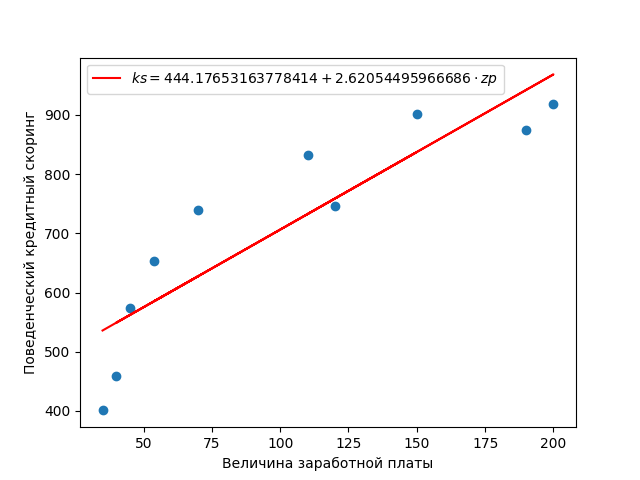 ks = 444.17653163778414 + 2.62054495966686 · zp
900
800
700
600
500
400
Поведенческий кредитный скоринг
50 75 100 125 150 175 200
Величина заработной платы